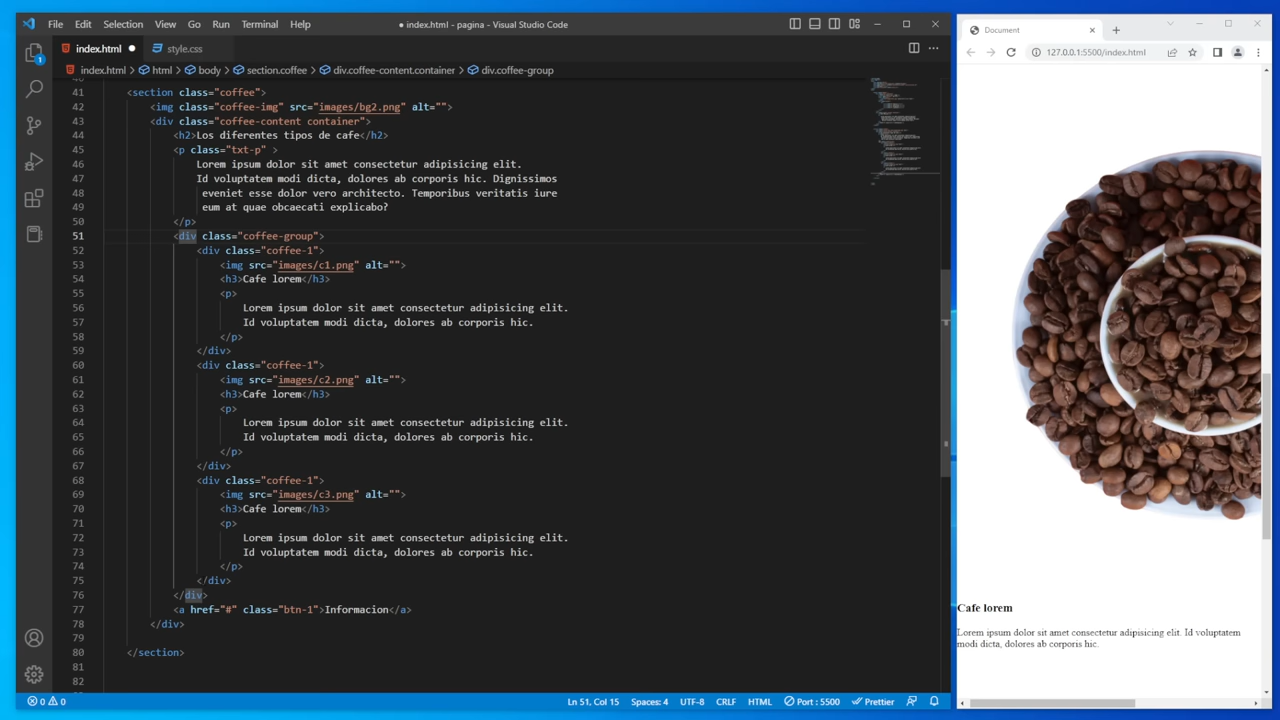 File Edit Selection View Go Run Terminal Help
● index.html - pagina - Visual Studio Code
index.html ●
style.css
index.html > html > body > section.coffee > div.coffee-content.container > div.coffee-group
1
41 <section class="coffee">
42 <img class="coffee-img" src="images/bg2.png" alt="">
43 <div class="coffee-content container">
44 <h2>Los diferentes tipos de cafe</h2>
45 <p class="txt-p" >
46 Lorem ipsum dolor sit amet consectetur adipisicing elit.
47 Id voluptatem modi dicta, dolores ab corporis hic. Dignissimos
48 eveniet esse dolor vero architecto. Temporibus veritatis iure
49 eum at quae obcaecati explicabo?
50 </p>
51 <div class="coffee-group">
52 <div class="coffee-1">
53 <img src="images/c1.png" alt="">
54 <h3>Cafe lorem</h3>
55 <p>
56 Lorem ipsum dolor sit amet consectetur adipisicing elit.
57 Id voluptatem modi dicta, dolores ab corporis hic.
58 </p>
59 </div>
60 <div class="coffee-1">
61 <img src="images/c2.png" alt="">
62 <h3>Cafe lorem</h3>
63 <p>
64 Lorem ipsum dolor sit amet consectetur adipisicing elit.
65 Id voluptatem modi dicta, dolores ab corporis hic.
66 </p>
67 </div>
68 <div class="coffee-1">
69 <img src="images/c3.png" alt="">
70 <h3>Cafe lorem</h3>
71 <p>
72 Lorem ipsum dolor sit amet consectetur adipisicing elit.
73 Id voluptatem modi dicta, dolores ab corporis hic.
74 </p>
75 </div>
76 </div>
77 <a href="#" class="btn-1">Informacion</a>
78 </div>
79
80 </section>
81
82
0 0 Ln 51, Col 15 Spaces: 4 UTF-8 CRLF HTML Port : 5500 Prettier
Document
127.0.0.1:5500/index.html
Cafe lorem
Lorem ipsum dolor sit amet consectetur adipisicing elit. Id voluptatem
modi dicta, dolores ab corporis hic.